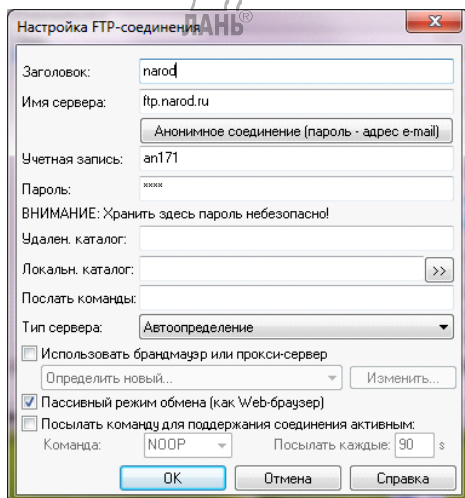 ЛАНЬ®
Настройка FTP-соединения
Заголовок: narod
Имя сервера: ftp.narod.ru
Анонимное соединение (пароль - адрес e-mail)
Учетная запись: an171
Пароль: ****
ВНИМАНИЕ: Хранить здесь пароль небезопасно!
Удален. каталог:
Локальн. каталог: >>
Послать команды:
Тип сервера: Автоопределение
Использовать брандмауэр или прокси-сервер
Определить новый... Изменить...
Пассивный режим обмена (как Web-браузер)
Посылать команду для поддержания соединения активным:
Команда: NOOP Посылать каждые: 90 s
OK Отмена Справка